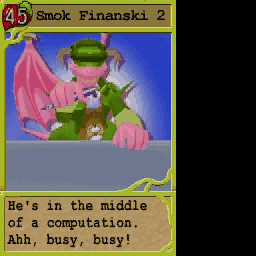 45 Smok Finanski 2
He's in the middle
of a computation.
Ahh, busy, busy!